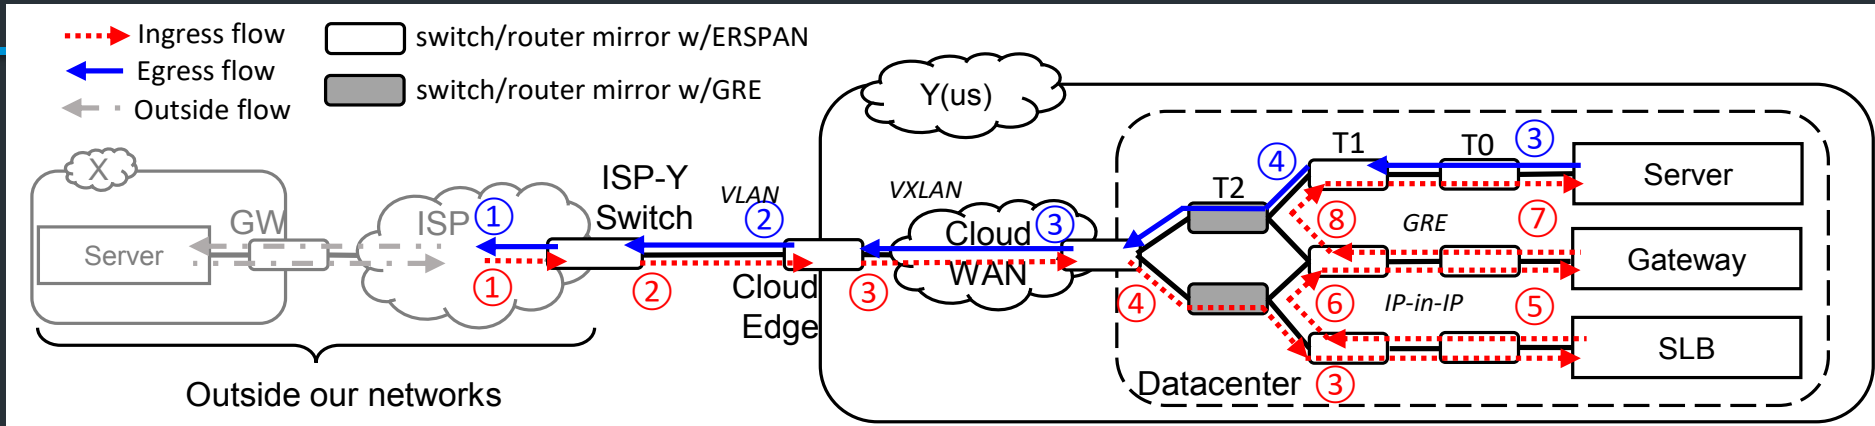 Ingress flow
Egress flow
Outside flow
switch/router mirror w/ERSPAN
switch/router mirror w/GRE
X
Server
GW
ISP
① 
①
ISP-Y
Switch
VLAN
②
②
Cloud
Edge
Outside our networks
Y(us)
VXLAN
Cloud
WAN
③
③
④
T2
④
T1
T0
③
Server
⑧
GRE
⑦
Gateway
⑥
IP-in-IP
⑤
SLB
③
Datacenter